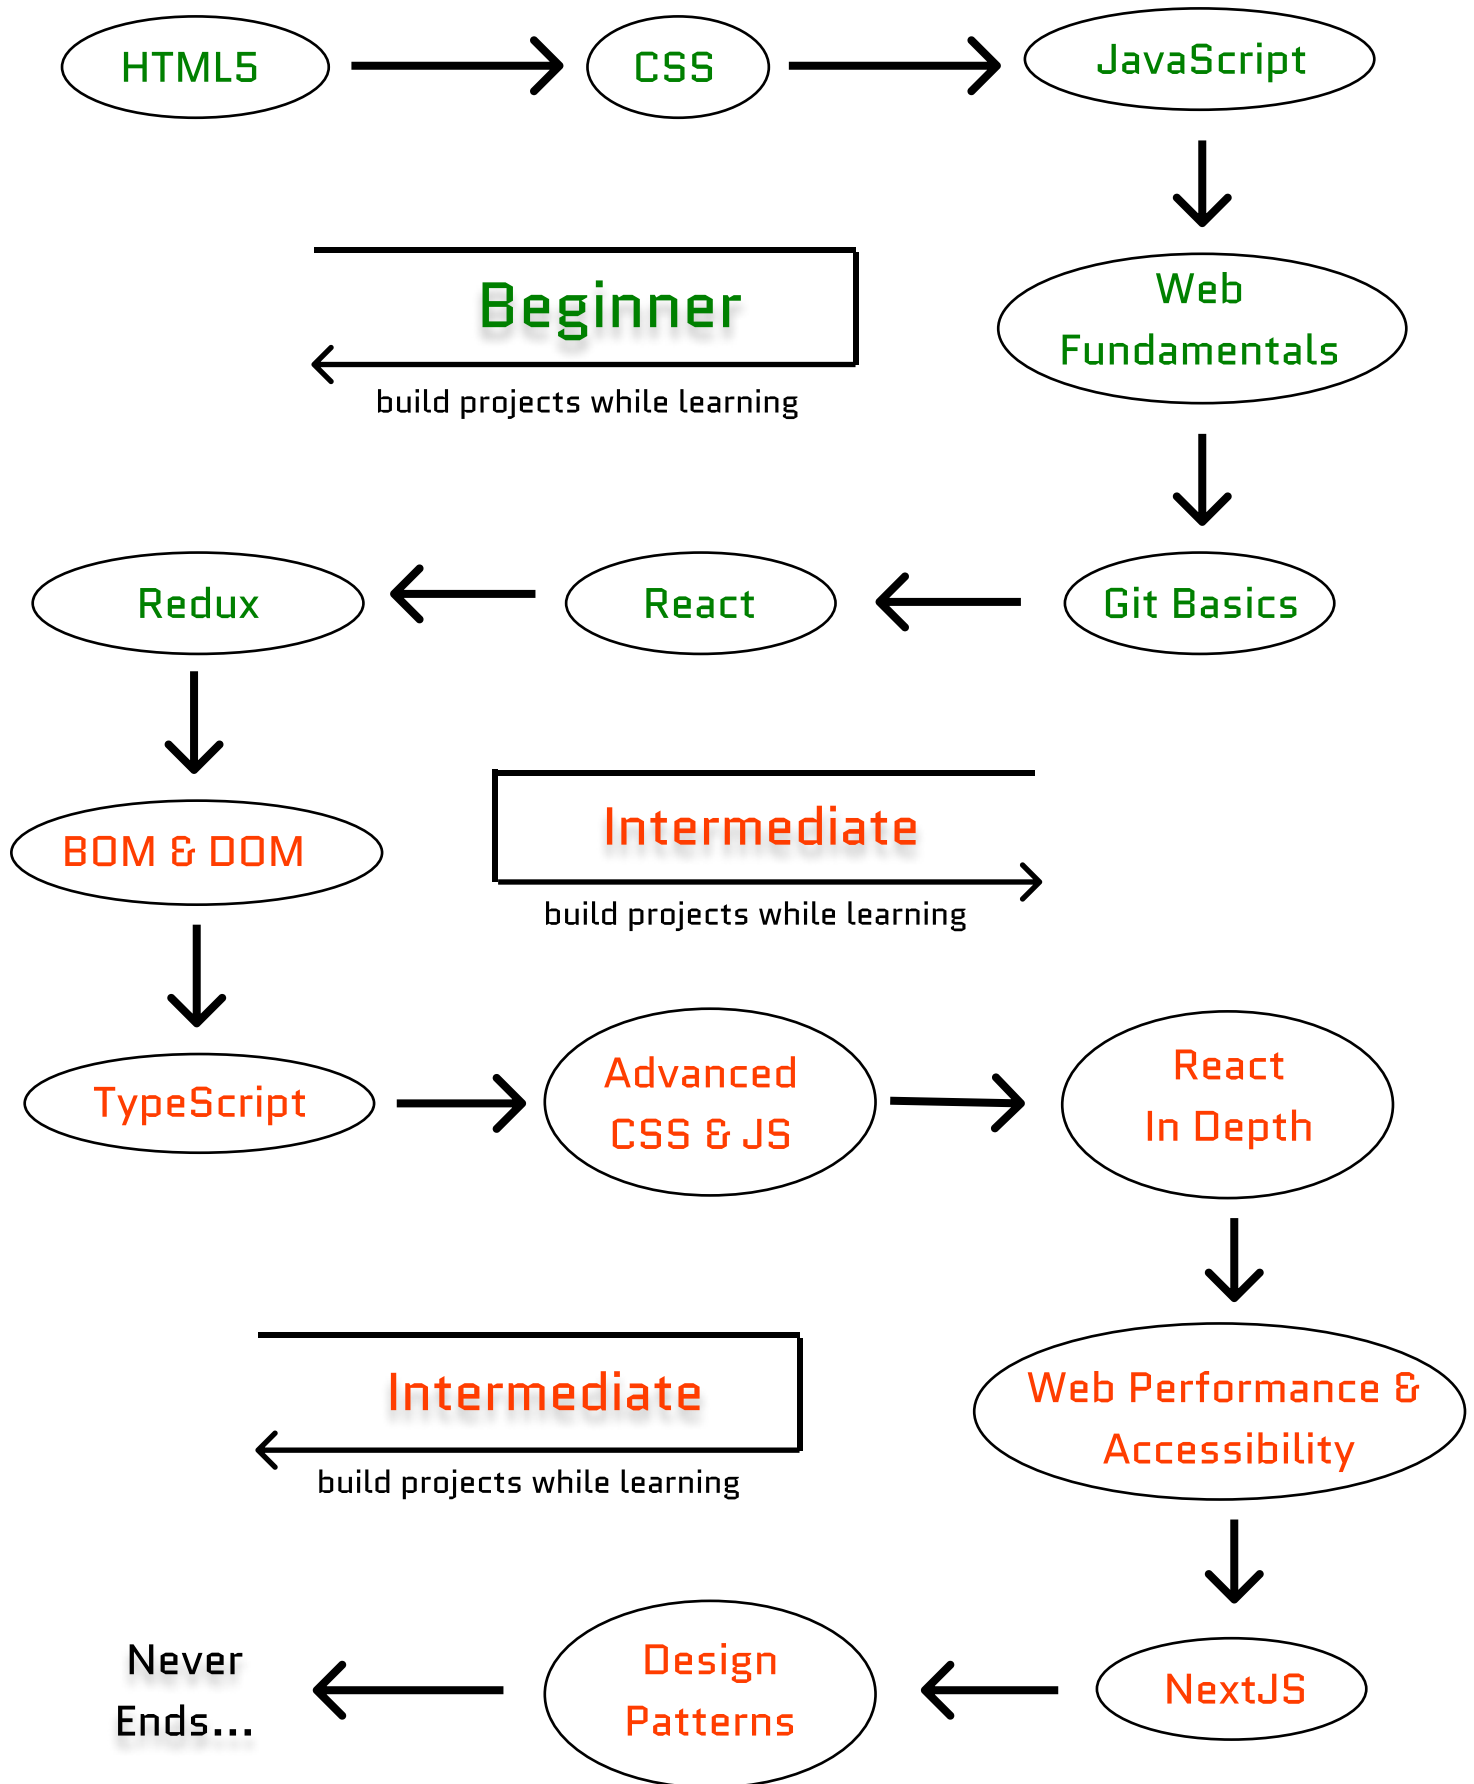 HTML5
CSS
JavaScript
Beginner
build projects while learning
Web
Fundamentals
Git Basics
React
Redux
BOM & DOM
Intermediate
build projects while learning
TypeScript
Advanced
CSS & JS
React
In Depth
Web Performance &
Accessibility
Intermediate
build projects while learning
NextJS
Design
Patterns
Never
Ends...